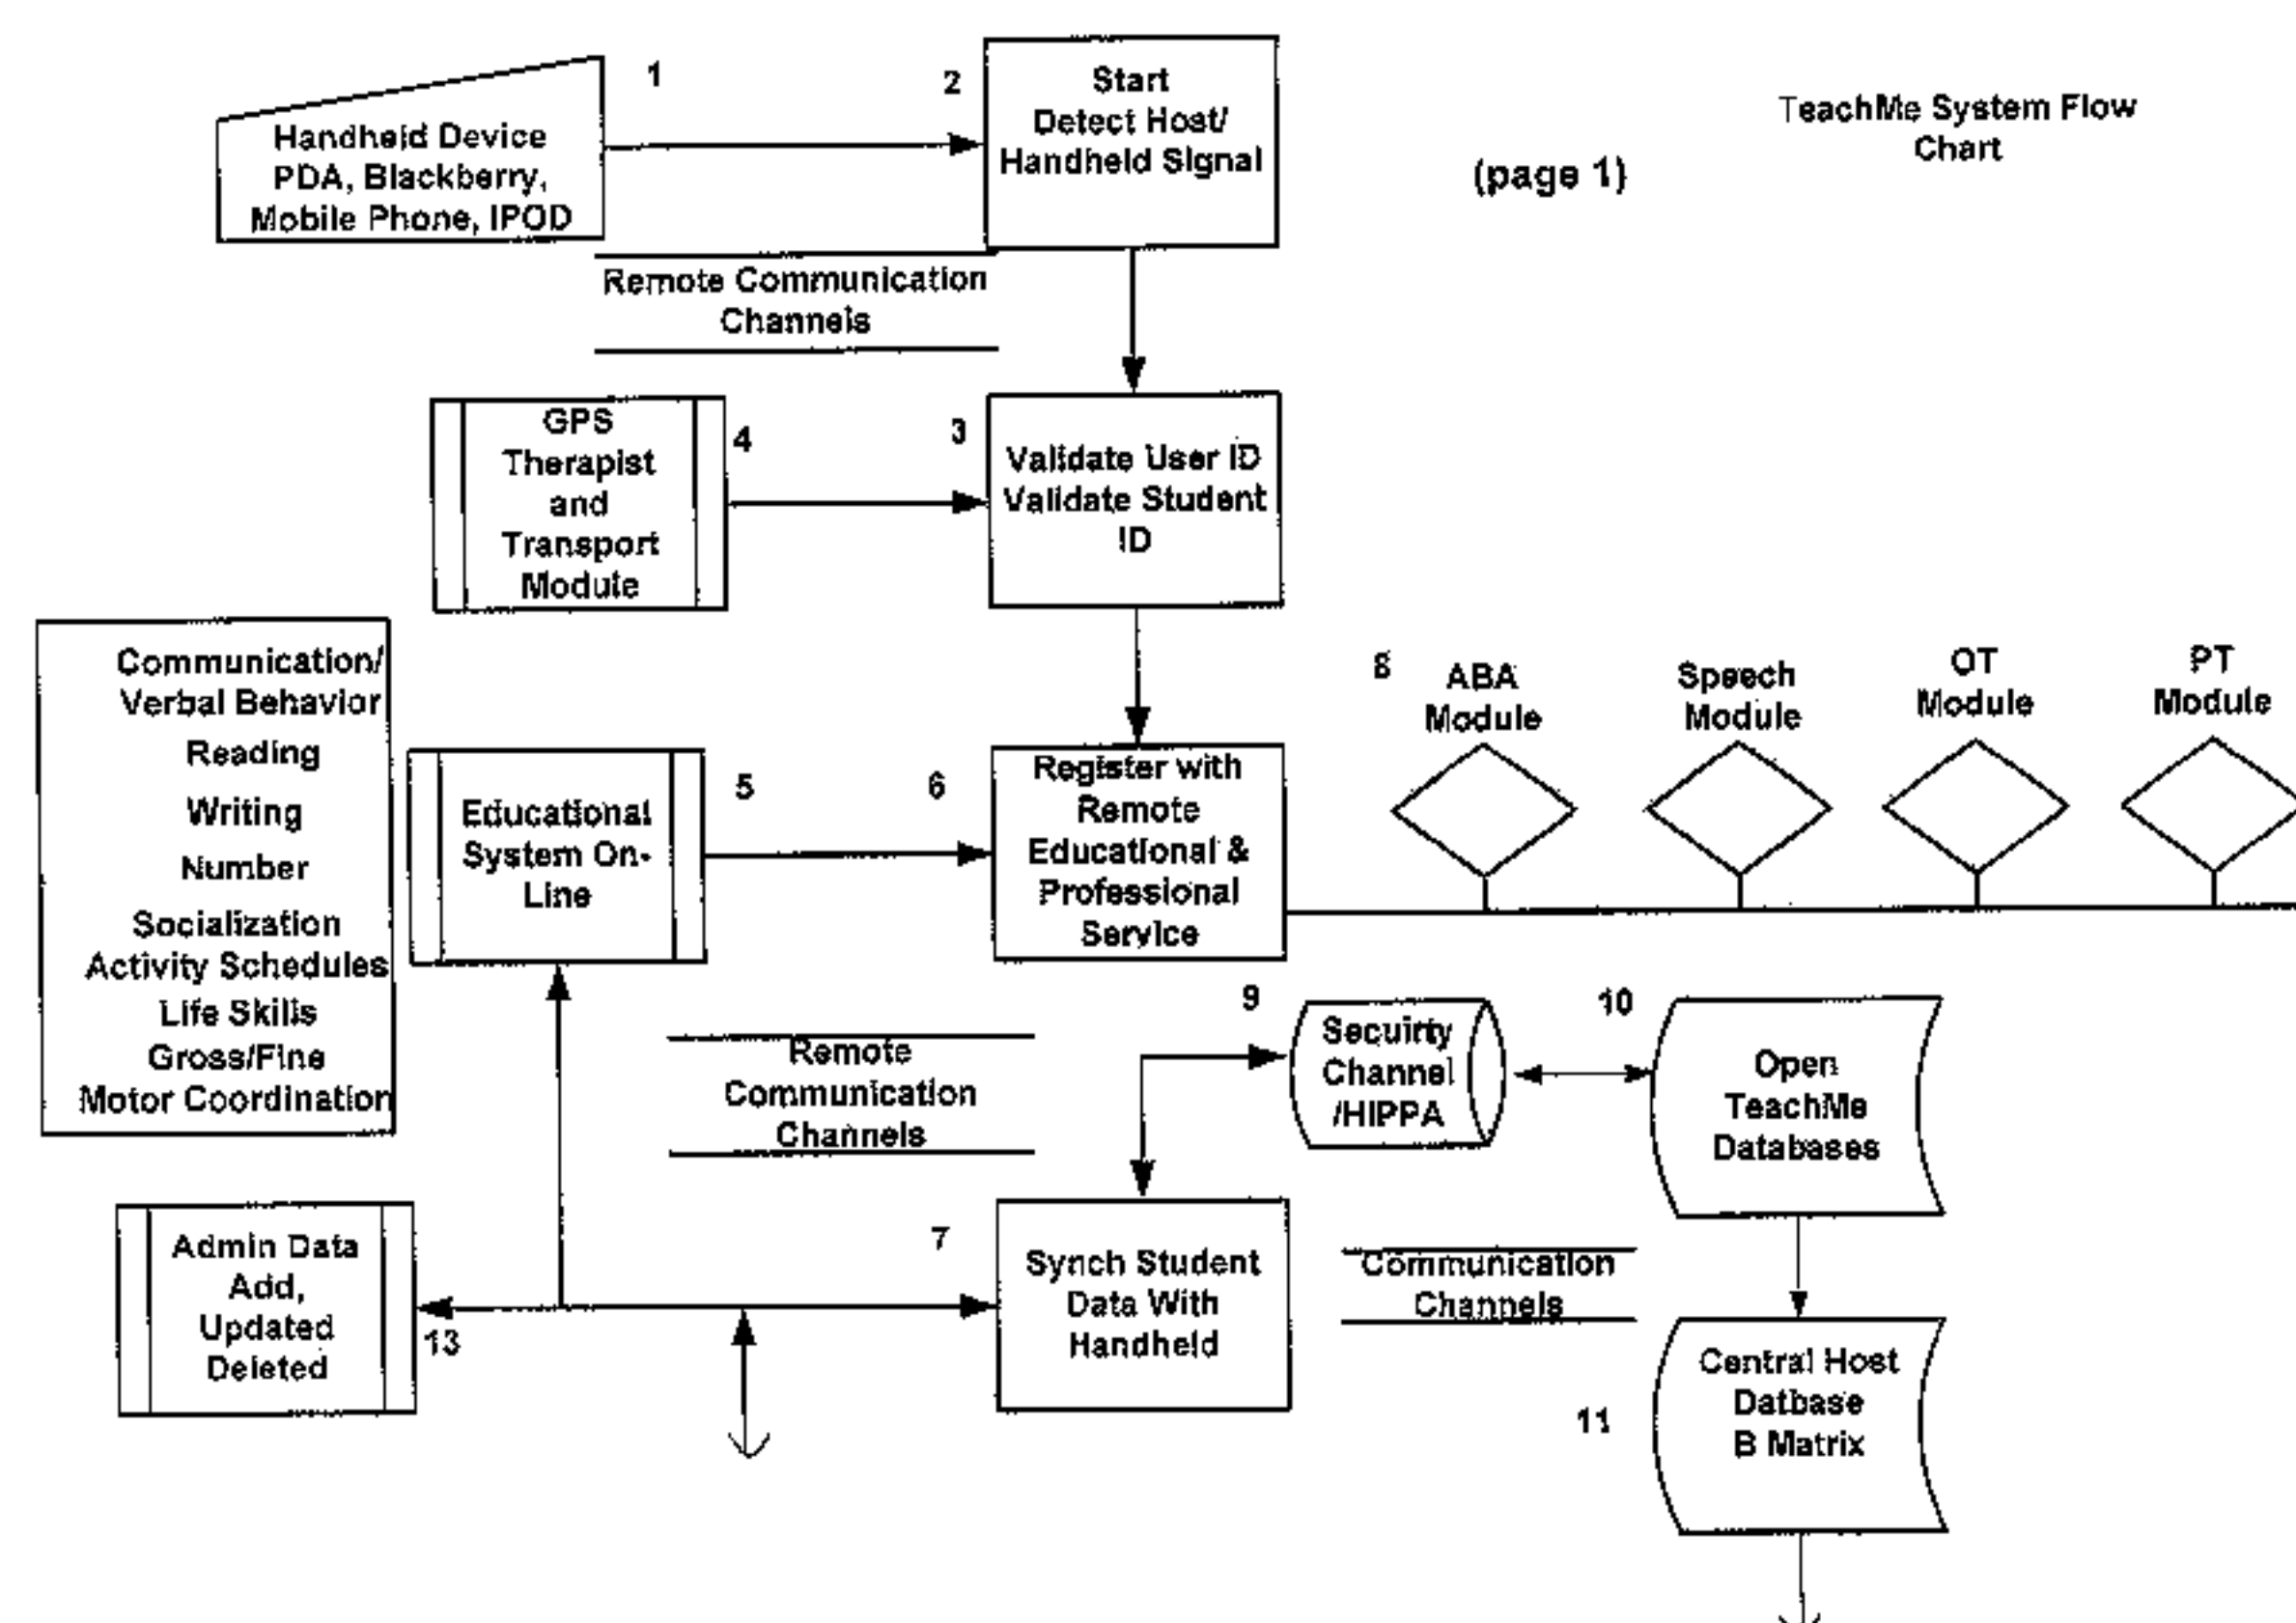 1
2
Start
Detect Host/
Handheld Signal
TeachMe System Flow
Chart
(page 1)
Handheld Device
PDA, Blackberry,
Mobile Phone, IPOD
Remote Communication
Channels
GPS
Therapist
and
Transport
Module
4
3
Validate User ID
Validate Student
ID
Communication/
Verbal Behavior
Reading
Writing
Number
Socialization
Activity Schedules
Life Skills
Gross/Fine
Motor Coordination
Educational
System On-
Line
5
6
Register with
Remote
Educational &
Professional
Service
8
ABA
Module
Speech
Module
OT
Module
PT
Module
Remote
Communication
Channels
9
Secuirty
Channel
/HIPPA
10
Open
TeachMe
Databases
Admin Data
Add,
Updated
Deleted
13
7
Synch Student
Data With
Handheld
Communication
Channels
11
Central Host
Datbase
B Matrix